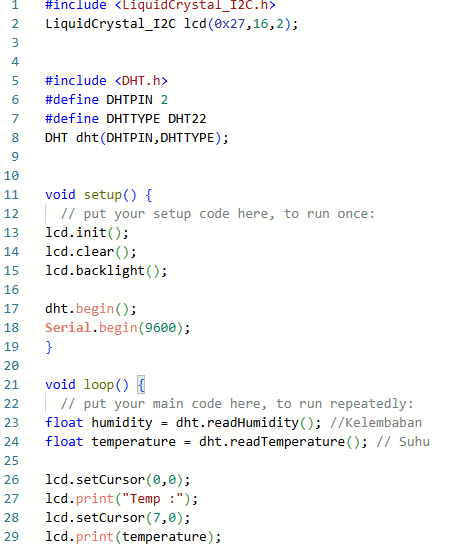 1 #include <LiquidCrystal_I2C.h>
2 LiquidCrystal_I2C lcd(0x27,16,2);
3
4
5 #include <DHT.h>
6 #define DHTPIN 2
7 #define DHTTYPE DHT22
8 DHT dht(DHTPIN,DHTTYPE);
9
10
11 void setup() {
12 // put your setup code here, to run once:
13 lcd.init();
14 lcd.clear();
15 lcd.backlight();
16
17 dht.begin();
18 Serial.begin(9600);
19 }
20
21 void loop() {
22 // put your main code here, to run repeatedly:
23 float humidity = dht.readHumidity(); //Kelembaban
24 float temperature = dht.readTemperature(); // Suhu
25
26 lcd.setCursor(0,0);
27 lcd.print("Temp :");
28 lcd.setCursor(7,0);
29 lcd.print(temperature);